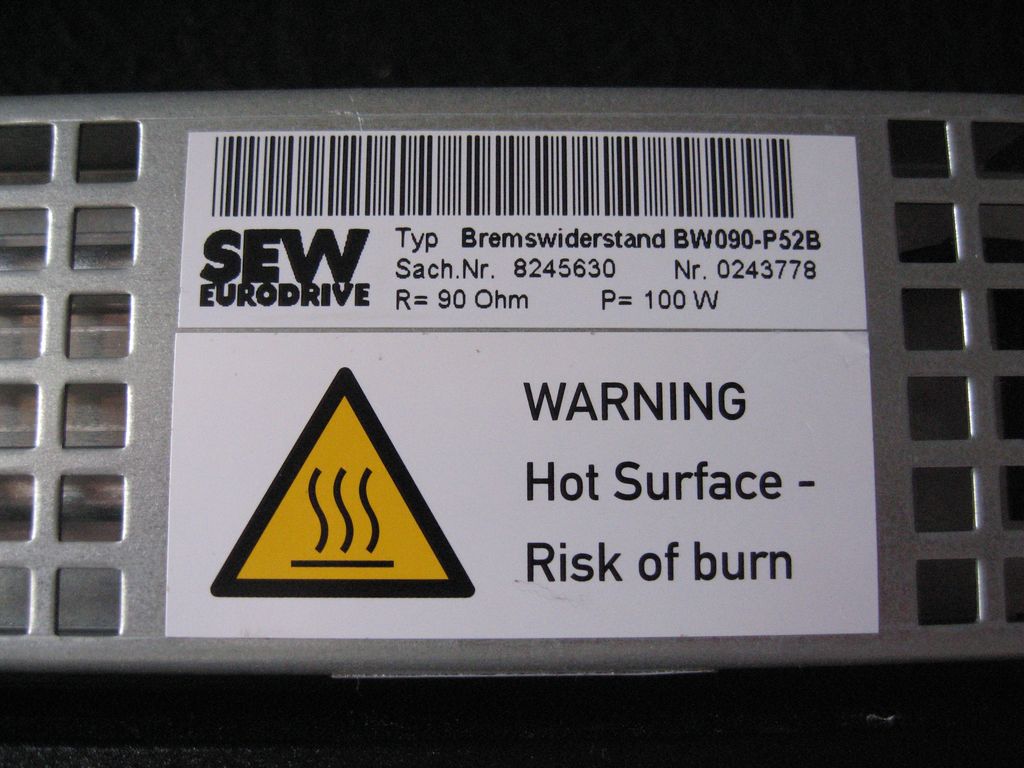 SEW
EURODRIVE
Typ Bremswiderstand BW090-P52B
Sach.Nr. 8245630 Nr. 0243778
R= 90 Ohm P= 100 W
WARNING
Hot Surface -
Risk of burn